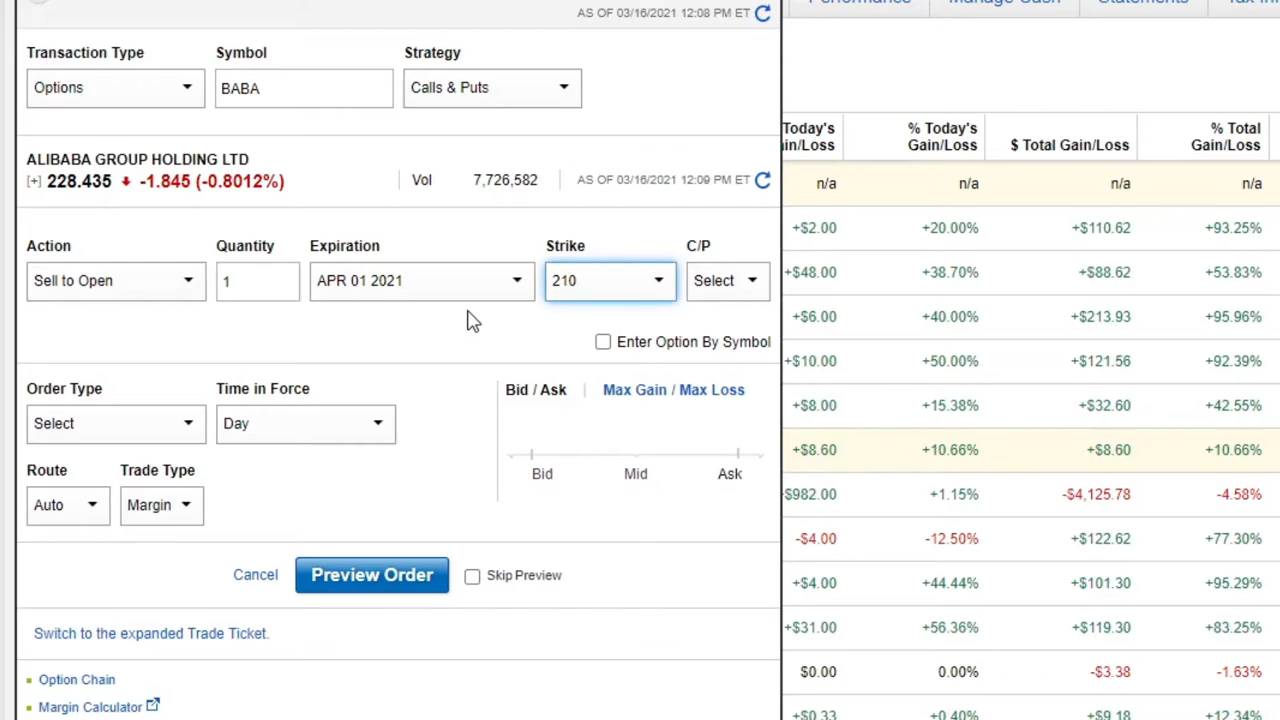 AS OF 03/16/2021 12:08 PM ET
Performance Manage Cash Statements
Transaction Type Symbol Strategy
Options BABA Calls & Puts
ALIBABA GROUP HOLDING LTD
[+] 228.435 -1.845 (-0.8012%) Vol 7,726,582 AS OF 03/16/2021 12:09 PM ET
Action Quantity Expiration Strike C/P
Sell to Open 1 APR 01 2021 210 Select
Enter Option By Symbol
Order Type Time in Force Bid / Ask Max Gain / Max Loss
Select Day
Bid Mid Ask
Route Trade Type
Auto Margin
Cancel Preview Order Skip Preview
Switch to the expanded Trade Ticket.
Option Chain
Margin Calculator
Today's % Today's % Total
Gain/Loss $ Total Gain/Loss Gain/Loss
n/a n/a n/a n/a
+$2.00 +20.00% +$110.62 +93.25%
+$48.00 +38.70% +$88.62 +53.83%
+$6.00 +40.00% +$213.93 +95.96%
+$10.00 +50.00% +$121.56 +92.39%
+$8.00 +15.38% +$32.60 +42.55%
+$8.60 +10.66% +$8.60 +10.66%
$982.00 +1.15% -$4,125.78 -4.58%
-$4.00 -12.50% +$122.62 +77.30%
+$4.00 +44.44% +$101.30 +95.29%
+$31.00 +56.36% +$119.30 +83.25%
$0.00 0.00% -$3.38 -1.63%
+$0.33 +0.40% +$9.18 +12.34%